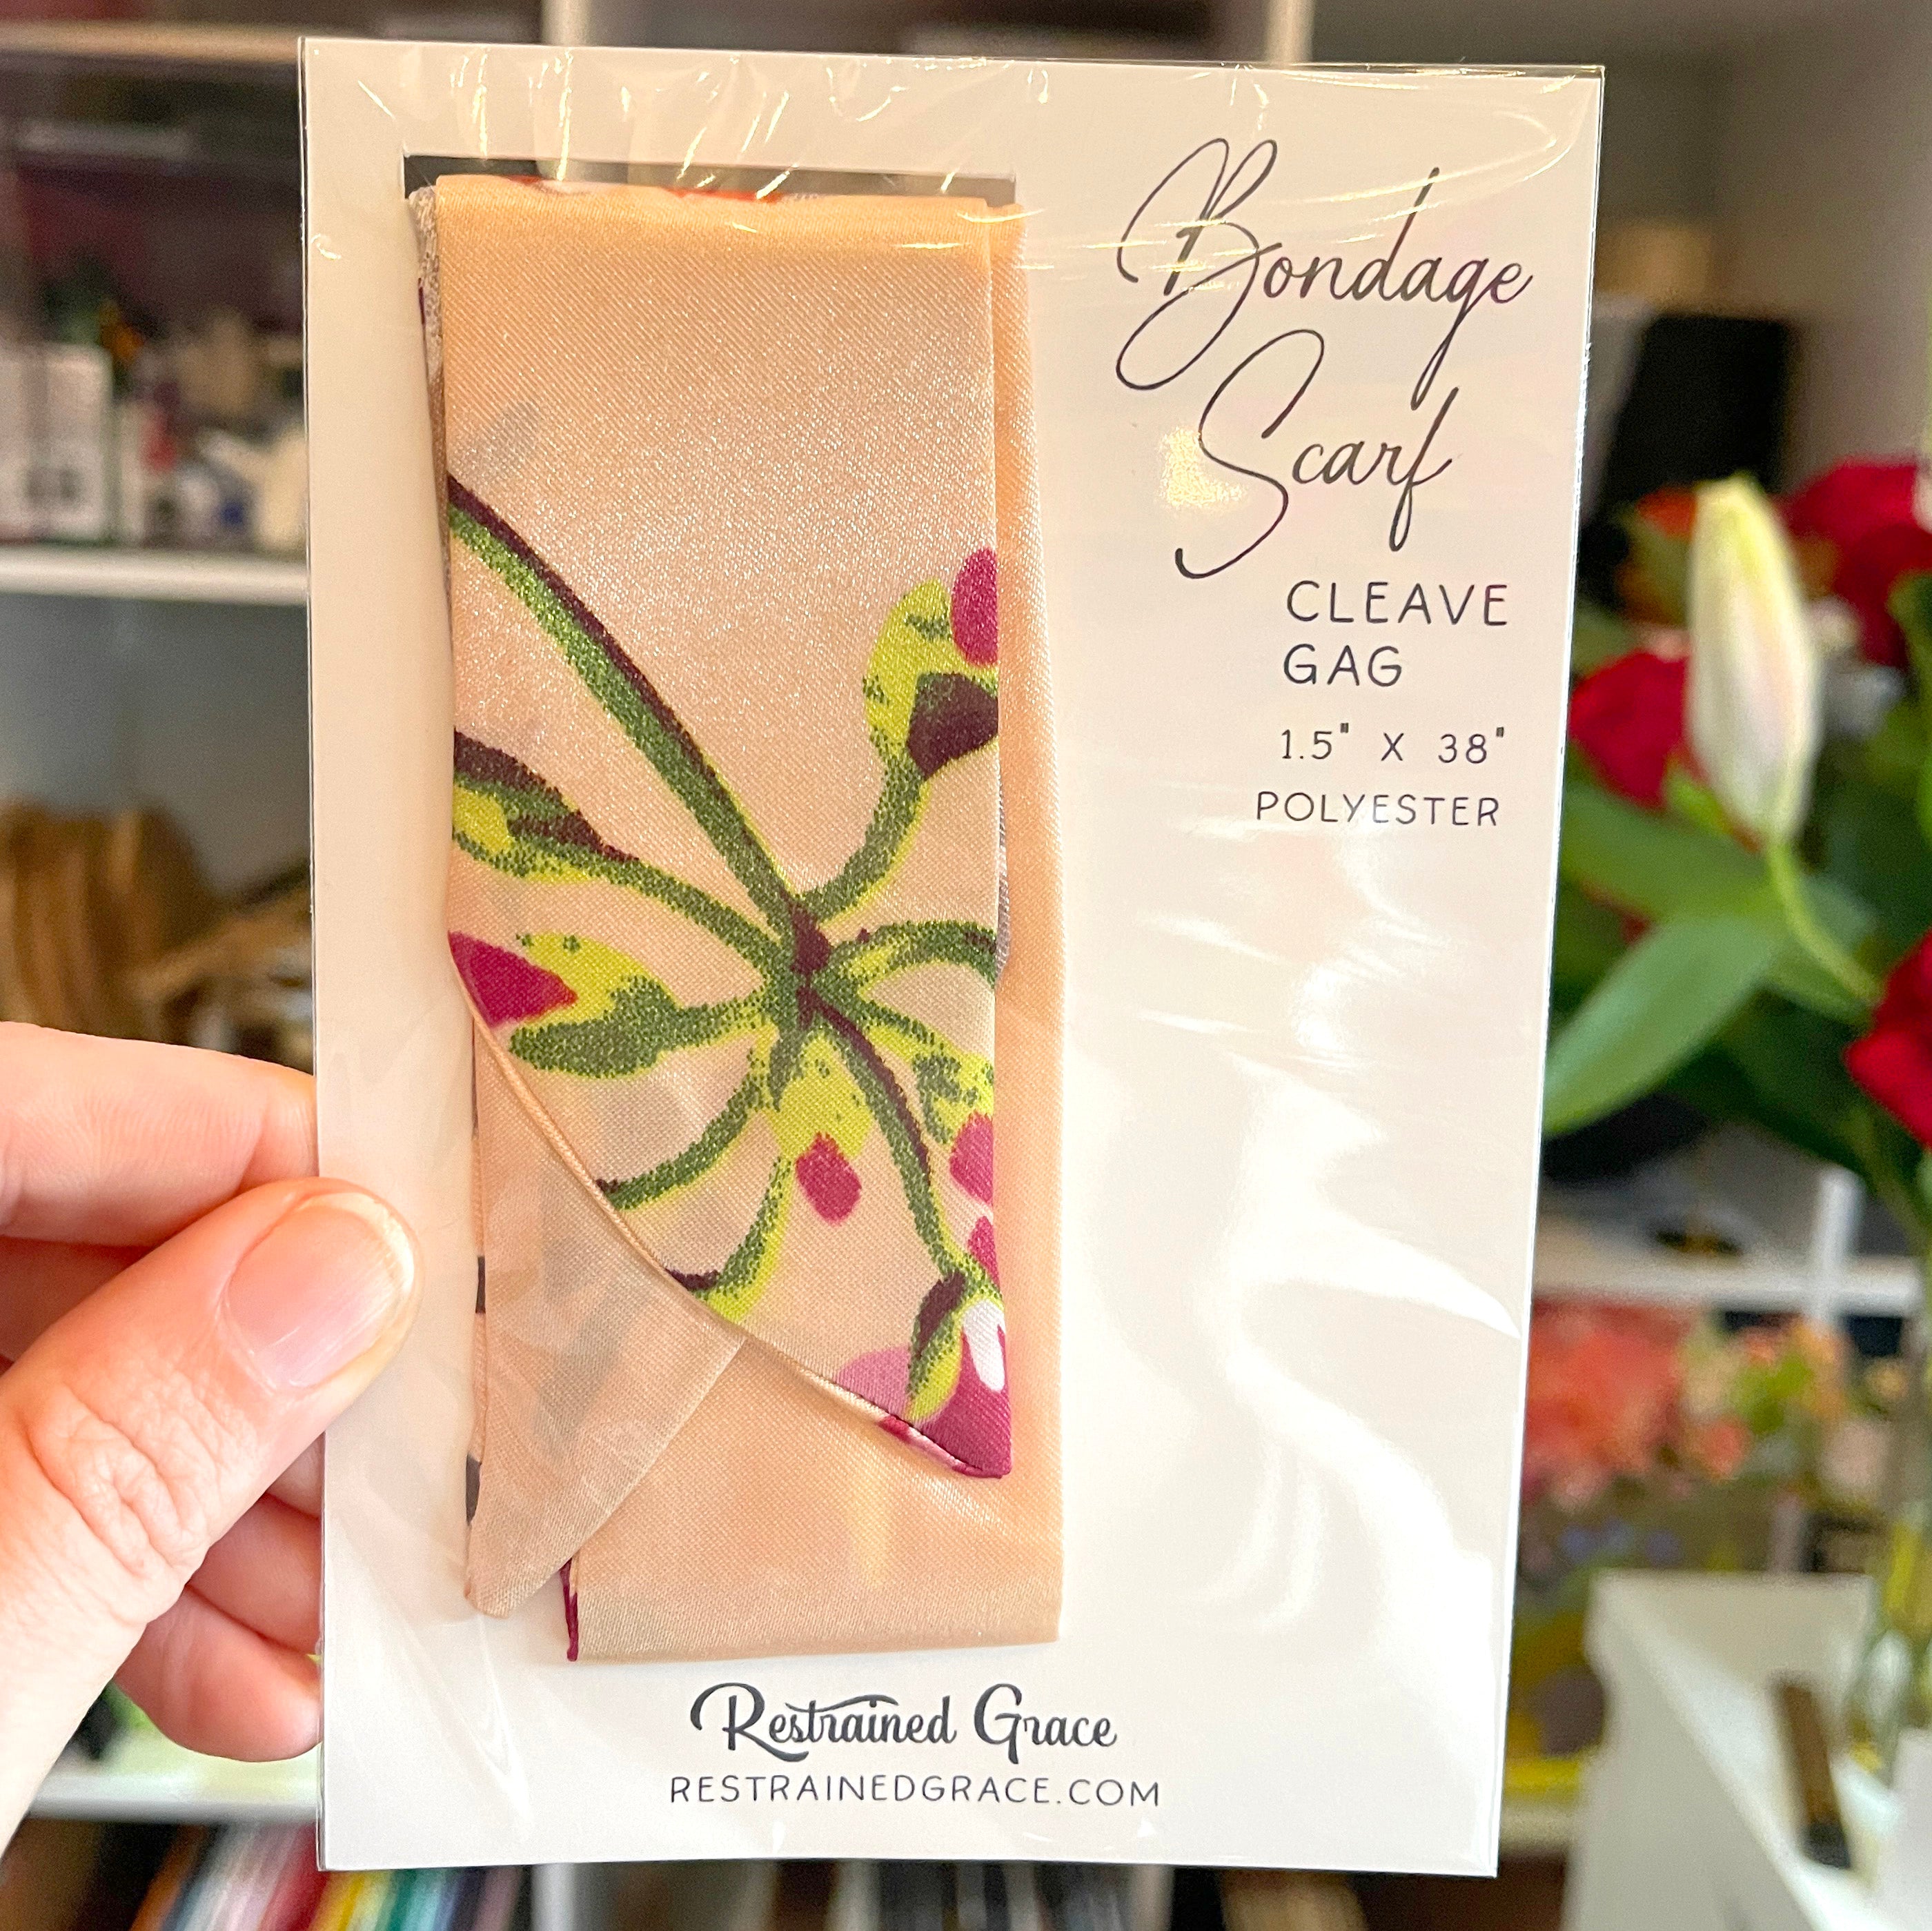 Bondage
Scarf
CLEAVE
GAG
1.5" X 38"
POLYESTER
Restrained Grace
RESTRAINEDGRACE.COM